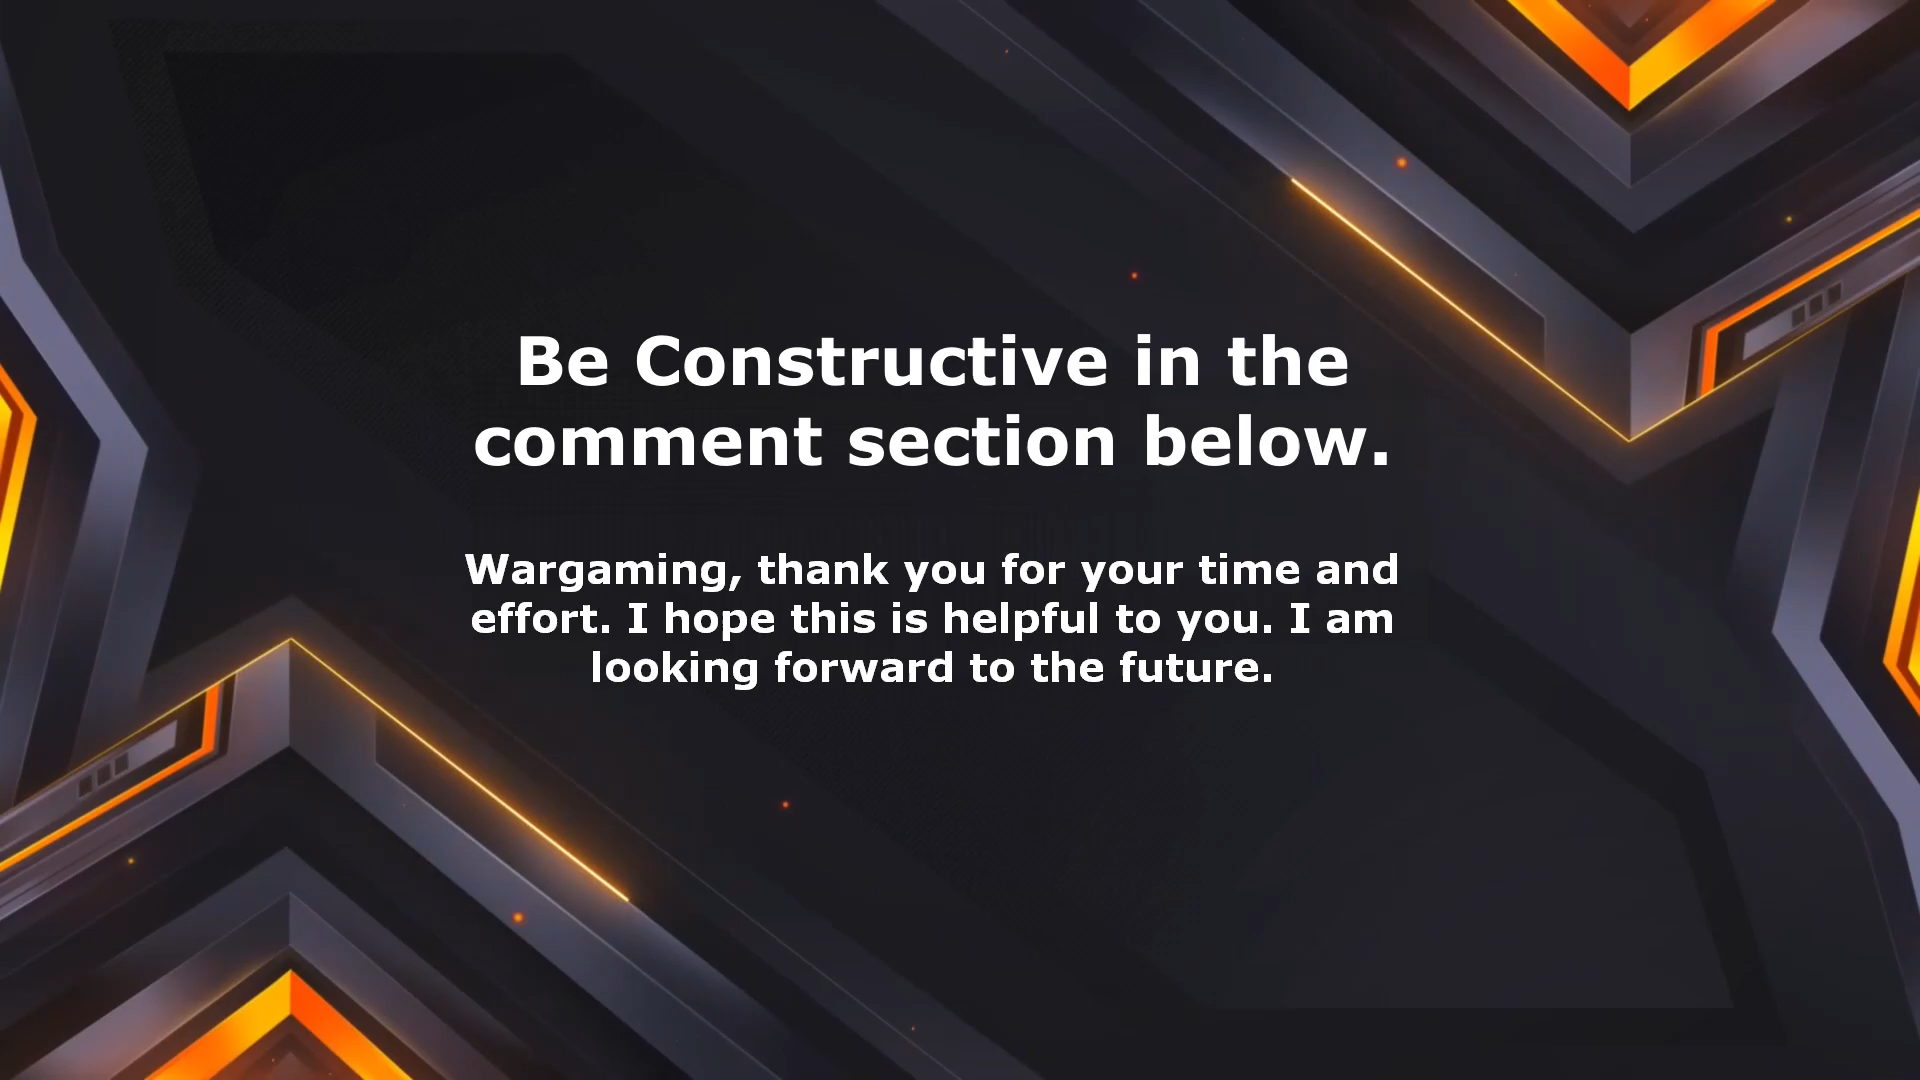 Be Constructive in the
comment section below.
Wargaming, thank you for your time and
effort. I hope this is helpful to you. I am
looking forward to the future.